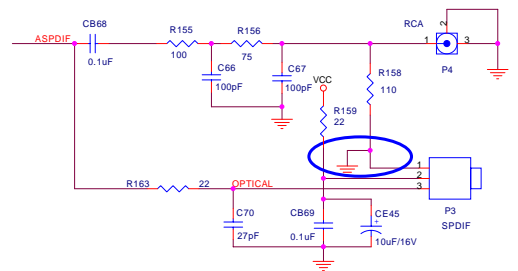 ASPDIF
CB68
0.1uF
R155
100
R156
75
C66
100pF
C67
100pF
VCC
R159
22
R158
110
RCA
2
1
3
P4
R163
22
OPTICAL
1
2
3
P3
SPDIF
C70
27pF
CB69
0.1uF
+
CE45
10uF/16V